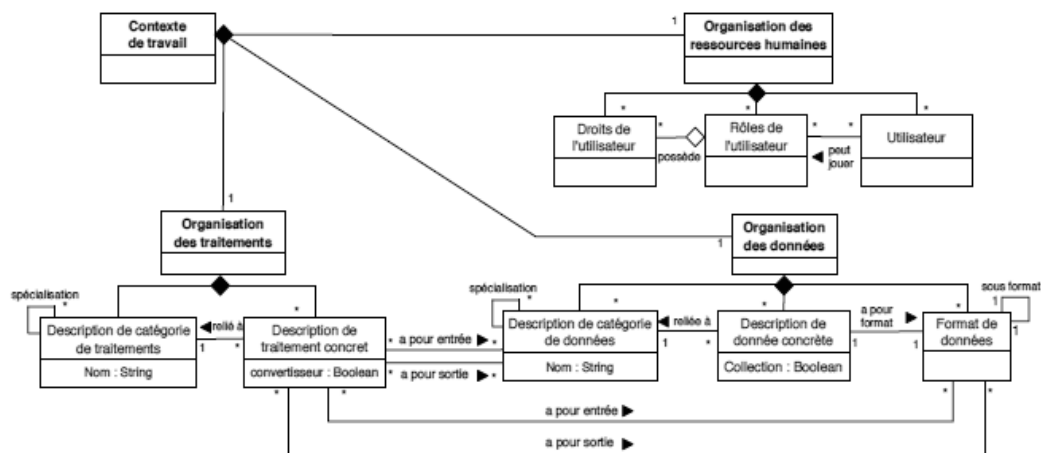 Contexte
de travail
1
Organisation des
ressources humaines
*
*
*
Droits de
l'utilisateur
*
possède
Rôles de
l'utilisateur
*
*
peut
jouer
Utilisateur
1
Organisation
des traitements
1
Organisation
des données
spécialisation
*
*
*
*
Description de catégorie
de traitements
Nom : String
relié à
1
*
Description de
traitement concret
convertisseur : Boolean
* a pour entrée *
* a pour sortie *
spécialisation
*
*
*
*
Description de catégorie
de données
Nom : String
reliée à
1
*
Description de
donnée concrète
Collection : Boolean
a pour
format
1
1
sous format
1
1
*
Format de
données
*
*
a pour entrée
*
*
a pour sortie